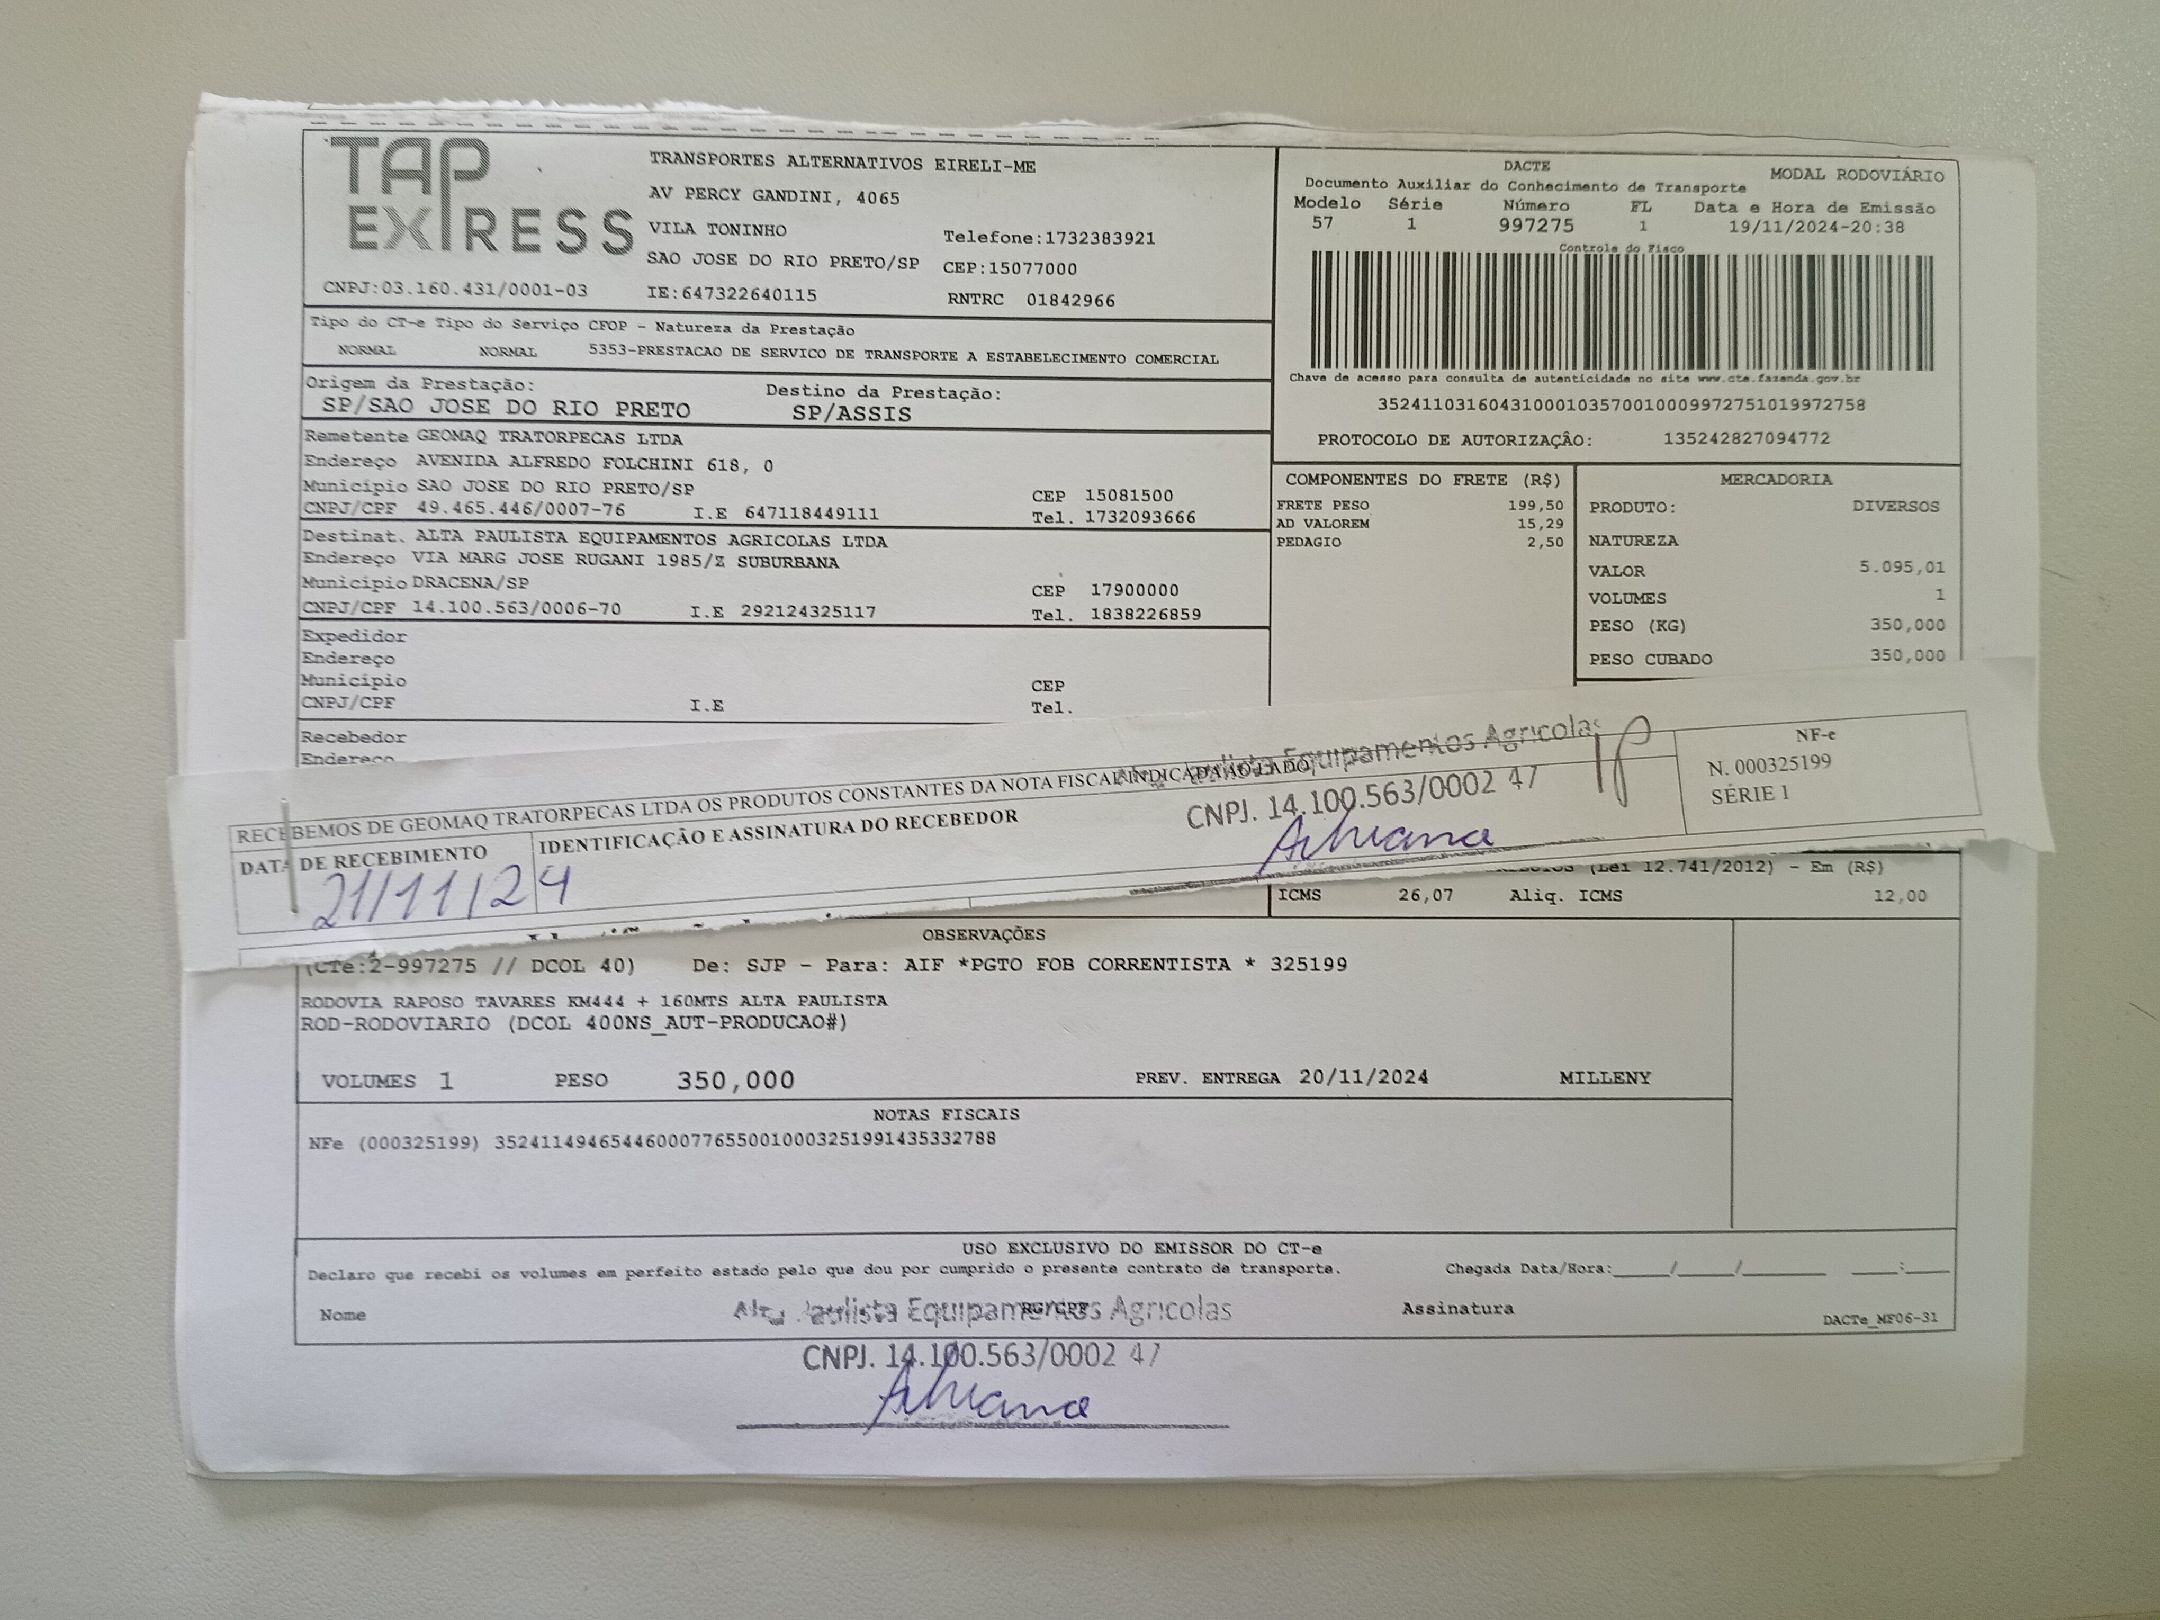 TAP
EXPRESS
CNPJ:03.160.431/0001-03
TRANSPORTES ALTERNATIVOS EIRELI-ME
AV PERCY GANDINI, 4065
VILA TONINHO Telefone:1732383921
SAO JOSE DO RIO PRETO/SP CEP:15077000
IE:647322640115 RNTRC 01842966
DACTE MODAL RODOVIÁRIO
Documento Auxiliar do Conhecimento de Transporte
Modelo Série Número FL Data e Hora de Emissão
57 1 997275 1 19/11/2024-20:38
Controle do Fisco
Chave de acesso para consulta de autenticidade no site www.cte.fazenda.gov.br
35241103160431000103570010009972751019972758
PROTOCOLO DE AUTORIZAÇÂO: 135242827094772
Tipo do CT-e Tipo do Serviço CFOP - Natureza da Prestação
NORMAL NORMAL 5353-PRESTACAO DE SERVICO DE TRANSPORTE A ESTABELECIMENTO COMERCIAL
Origem da Prestação: Destino da Prestação:
SP/SAO JOSE DO RIO PRETO SP/ASSIS
Remetente GEOMAQ TRATORPECAS LTDA
Endereço AVENIDA ALFREDO FOLCHINI 618, 0
Município SAO JOSE DO RIO PRETO/SP CEP 15081500
CNPJ/CPF 49.465.446/0007-76 I.E 647118449111 Tel. 1732093666
Destinat. ALTA PAULISTA EQUIPAMENTOS AGRICOLAS LTDA
Endereço VIA MARG JOSE RUGANI 1985/Z SUBURBANA
Município DRACENA/SP CEP 17900000
CNPJ/CPF 14.100.563/0006-70 I.E 292124325117 Tel. 1838226859
Expedidor
Endereço
Município CEP
CNPJ/CPF I.E Tel.
Recebedor
Endereço
COMPONENTES DO FRETE (R$)
FRETE PESO 199,50
AD VALOREM 15,29
PEDAGIO 2,50
MERCADORIA
PRODUTO: DIVERSOS
NATUREZA
VALOR 5.095,01
VOLUMES 1
PESO (KG) 350,000
PESO CUBADO 350,000
RECEBEMOS DE GEOMAQ TRATORPECAS LTDA OS PRODUTOS CONSTANTES DA NOTA FISCAL INDICADA AO LADO
DATA DE RECEBIMENTO
21/11/24
IDENTIFICAÇÃO E ASSINATURA DO RECEBEDOR
Paulista Equipamentos Agricolas
CNPJ. 14.100.563/0002 47
Adriana
NF-e
N. 000325199
SÉRIE 1
(Lei 12.741/2012) - Em (R$)
ICMS 26,07 Aliq. ICMS 12,00
OBSERVAÇÕES
(CTe:2-997275 // DCOL 40) De: SJP - Para: AIF *PGTO FOB CORRENTISTA * 325199
RODOVIA RAPOSO TAVARES KM444 + 160MTS ALTA PAULISTA
ROD-RODOVIARIO (DCOL 400NS_AUT-PRODUCAO#)
VOLUMES 1 PESO 350,000 PREV. ENTREGA 20/11/2024 MILLENY
NOTAS FISCAIS
NFe (000325199) 35241149465446000776550010003251991435332788
USO EXCLUSIVO DO EMISSOR DO CT-e
Declaro que recebi os volumes em perfeito estado pelo que dou por cumprido o presente contrato de transporte. Chegada Data/Hora:____/____/______ ___:___
Nome RG/CPF Assinatura
DACTe_MF06-31
Alta Paulista Equipamentos Agricolas
CNPJ. 14.100.563/0002 47
Adriana